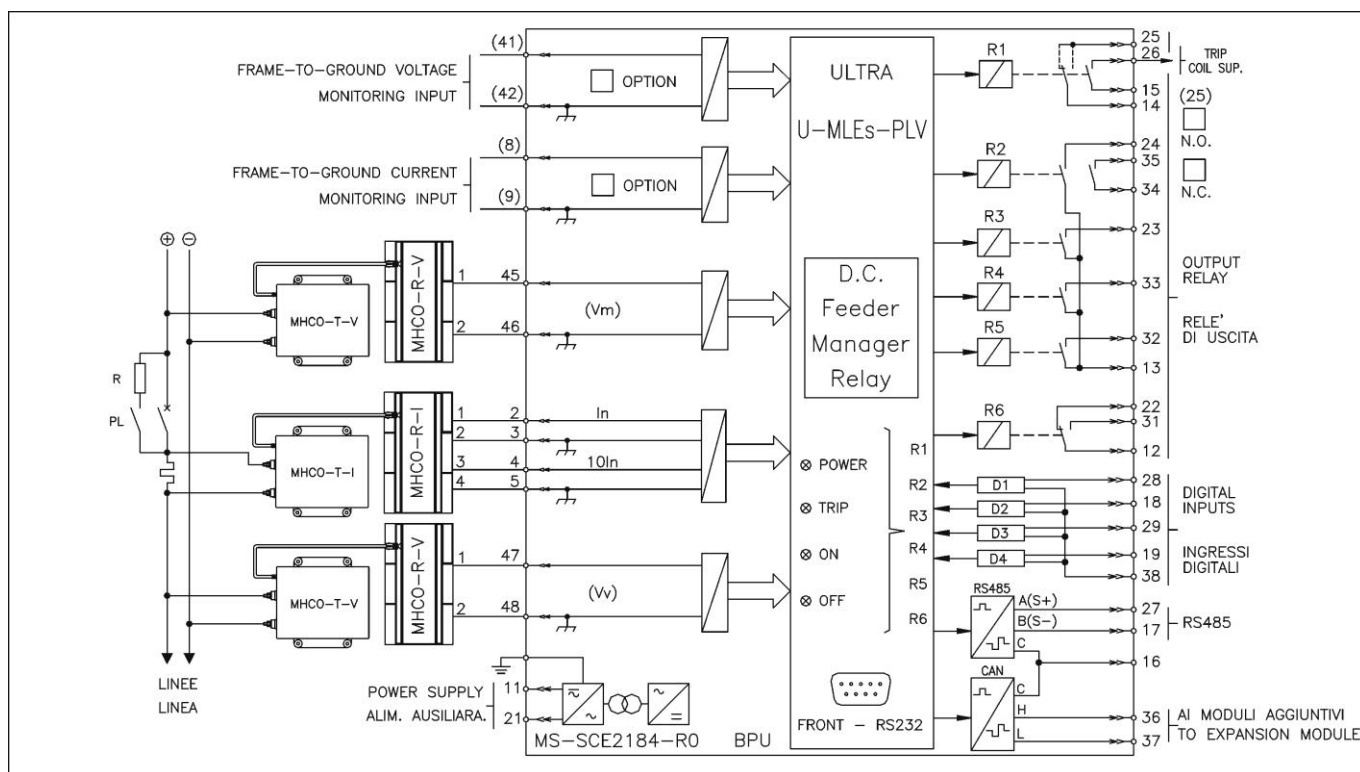 (41)
FRAME-TO-GROUND VOLTAGE
MONITORING INPUT
(42)
OPTION
(8)
FRAME-TO-GROUND CURRENT
MONITORING INPUT
(9)
OPTION
+
-
MHCO-T-V
MHCO-R-V
1
45
2
46
(Vm)
R
PL
MHCO-T-I
MHCO-R-I
1
2
In
2
3
3
4
10In
4
5
MHCO-T-V
MHCO-R-V
1
47
2
48
(Vv)
LINEE
LINEA
POWER SUPPLY
ALIM. AUSILIARA.
11
21
MS-SCE2184-R0
BPU
ULTRA
U-MLEs-PLV
D.C.
Feeder
Manager
Relay
POWER
TRIP
ON
OFF
R1
R2
R3
R4
R5
R6
FRONT - RS232
R1
R2
R3
R4
R5
R6
D1
D2
D3
D4
RS485
A(S+)
B(S-)
C
CAN
C
H
L
25
26
15
14
TRIP
COIL SUP.
(25)
N.O.
N.C.
24
35
34
23
33
32
13
OUTPUT
RELAY
RELE'
DI USCITA
22
31
12
28
18
29
19
38
DIGITAL
INPUTS
INGRESSI
DIGITALI
27
17
RS485
16
36
37
AI MODULI AGGIUNTIVI
TO EXPANSION MODULE